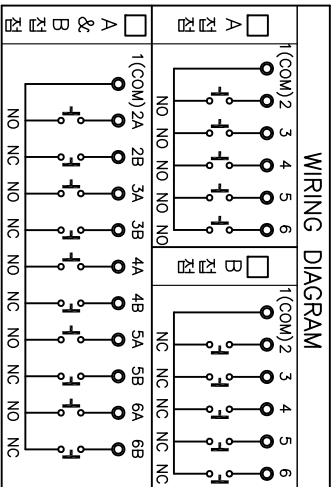 WIRING DIAGRAM
A 접점
1(COM) 2 3 4 5 6
NO NO NO NO NO
B 접점
1(COM) 2 3 4 5 6
NC NC NC NC NC
A & B 접점
1(COM) 2A 2B 3A 3B 4A 4B 5A 5B 6A 6B
NO NC NO NC NO NC NO NC NO NC